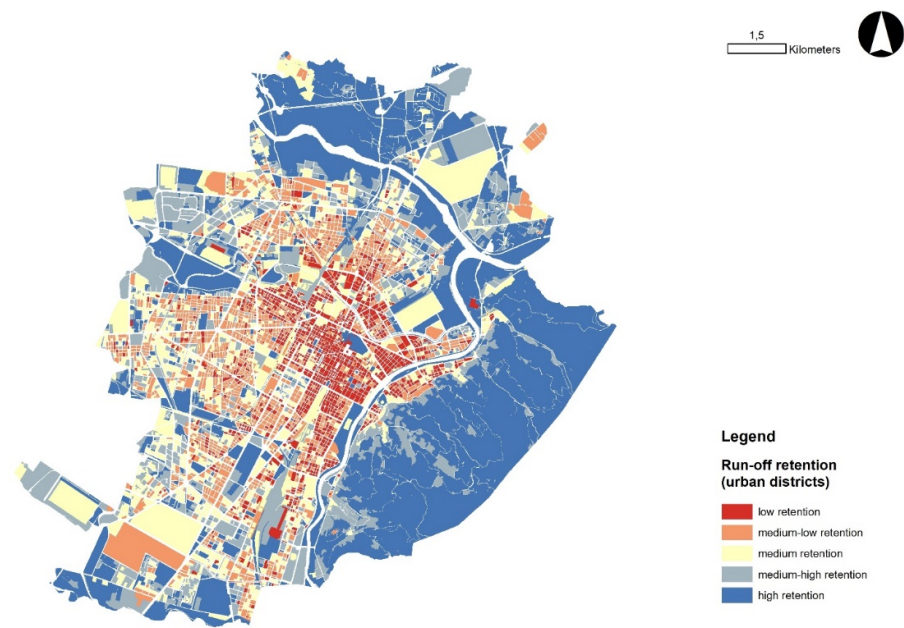 1,5
Kilometers
Legend
Run-off retention
(urban districts)
low retention
medium-low retention
medium retention
medium-high retention
high retention